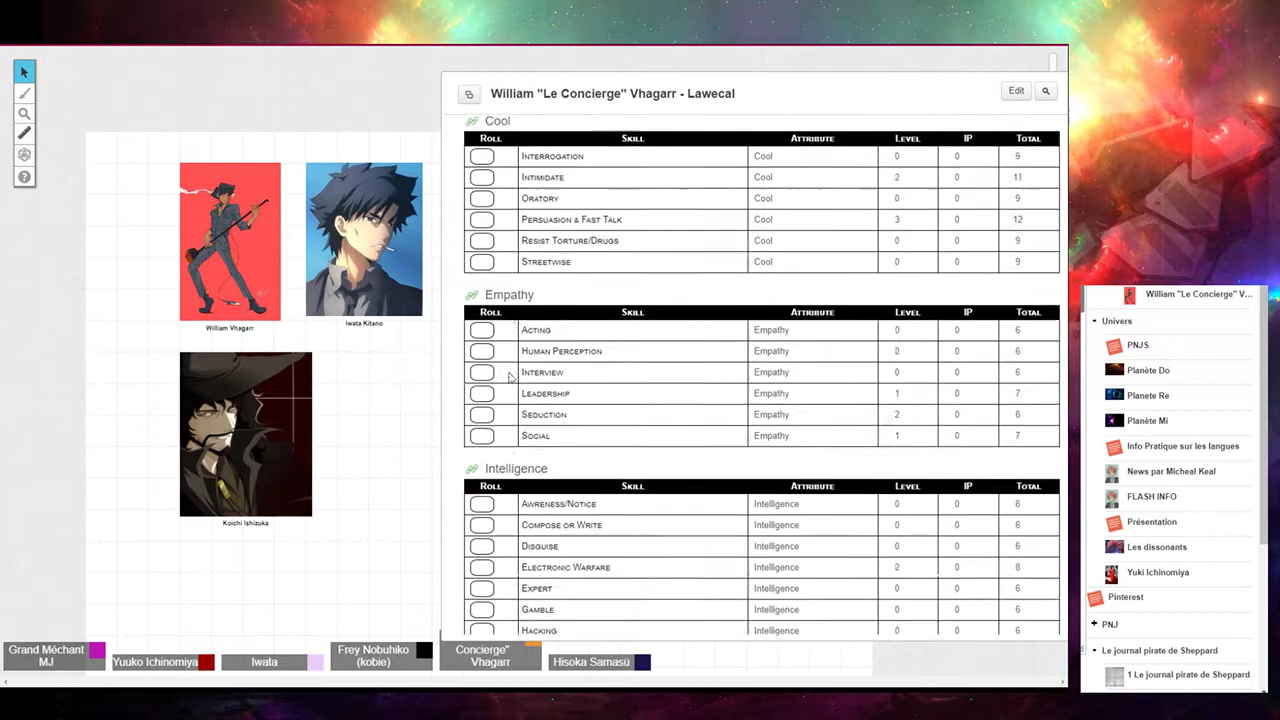 William "Le Concierge" Vhagarr - Lawecal
Edit
Cool
ROLL SKILL ATTRIBUTE LEVEL IP TOTAL
INTERROGATION Cool 0 0 9
INTIMIDATE Cool 2 0 11
ORATORY Cool 0 0 9
PERSUASION & FAST TALK Cool 3 0 12
RESIST TORTURE/DRUGS Cool 0 0 9
STREETWISE Cool 0 0 9
Empathy
ROLL SKILL ATTRIBUTE LEVEL IP TOTAL
ACTING Empathy 0 0 6
HUMAN PERCEPTION Empathy 0 6
INTERVIEW Empathy 0 0 6
LEADERSHIP Empathy 1 0 7
SEDUCTION Empathy 2 0
SOCIAL Empathy 1 0 7
Intelligence
ROLL SKILL ATTRIBUTE LEVEL IP TOTAL
AWRENESS/NOTICE Intelligence 0 0 6
COMPOSE OR WRITE Intelligence 0 0 6
DISGUISE Intelligence 0 0 6
ELECTRONIC WARFARE Intelligence 2 0 8
EXPERT Intelligence 0 0 6
GAMBLE Intelligence 0 0 6
HACKING Intelligence 0 0 6
William Vhagarr
Iwata Kitano
Koichi Ishizuka
Grand Méchant
MJ
Yuuko Ichinomiya
Iwata
Frey Nobuhiko
(kobie)
Concierge"
Vhagarr
Hisoka Samasù
William "Le Concierge" V...
Univers
PNJS
Planète Do
Planete Re
Planète Mi
Info Pratique sur les langues
News par Micheal Keal
FLASH INFO
Présentation
Les dissonants
Yuki Ichinomiya
Pinterest
PNJ
Le journal pirate de Sheppard
1 Le journal pirate de Sheppard